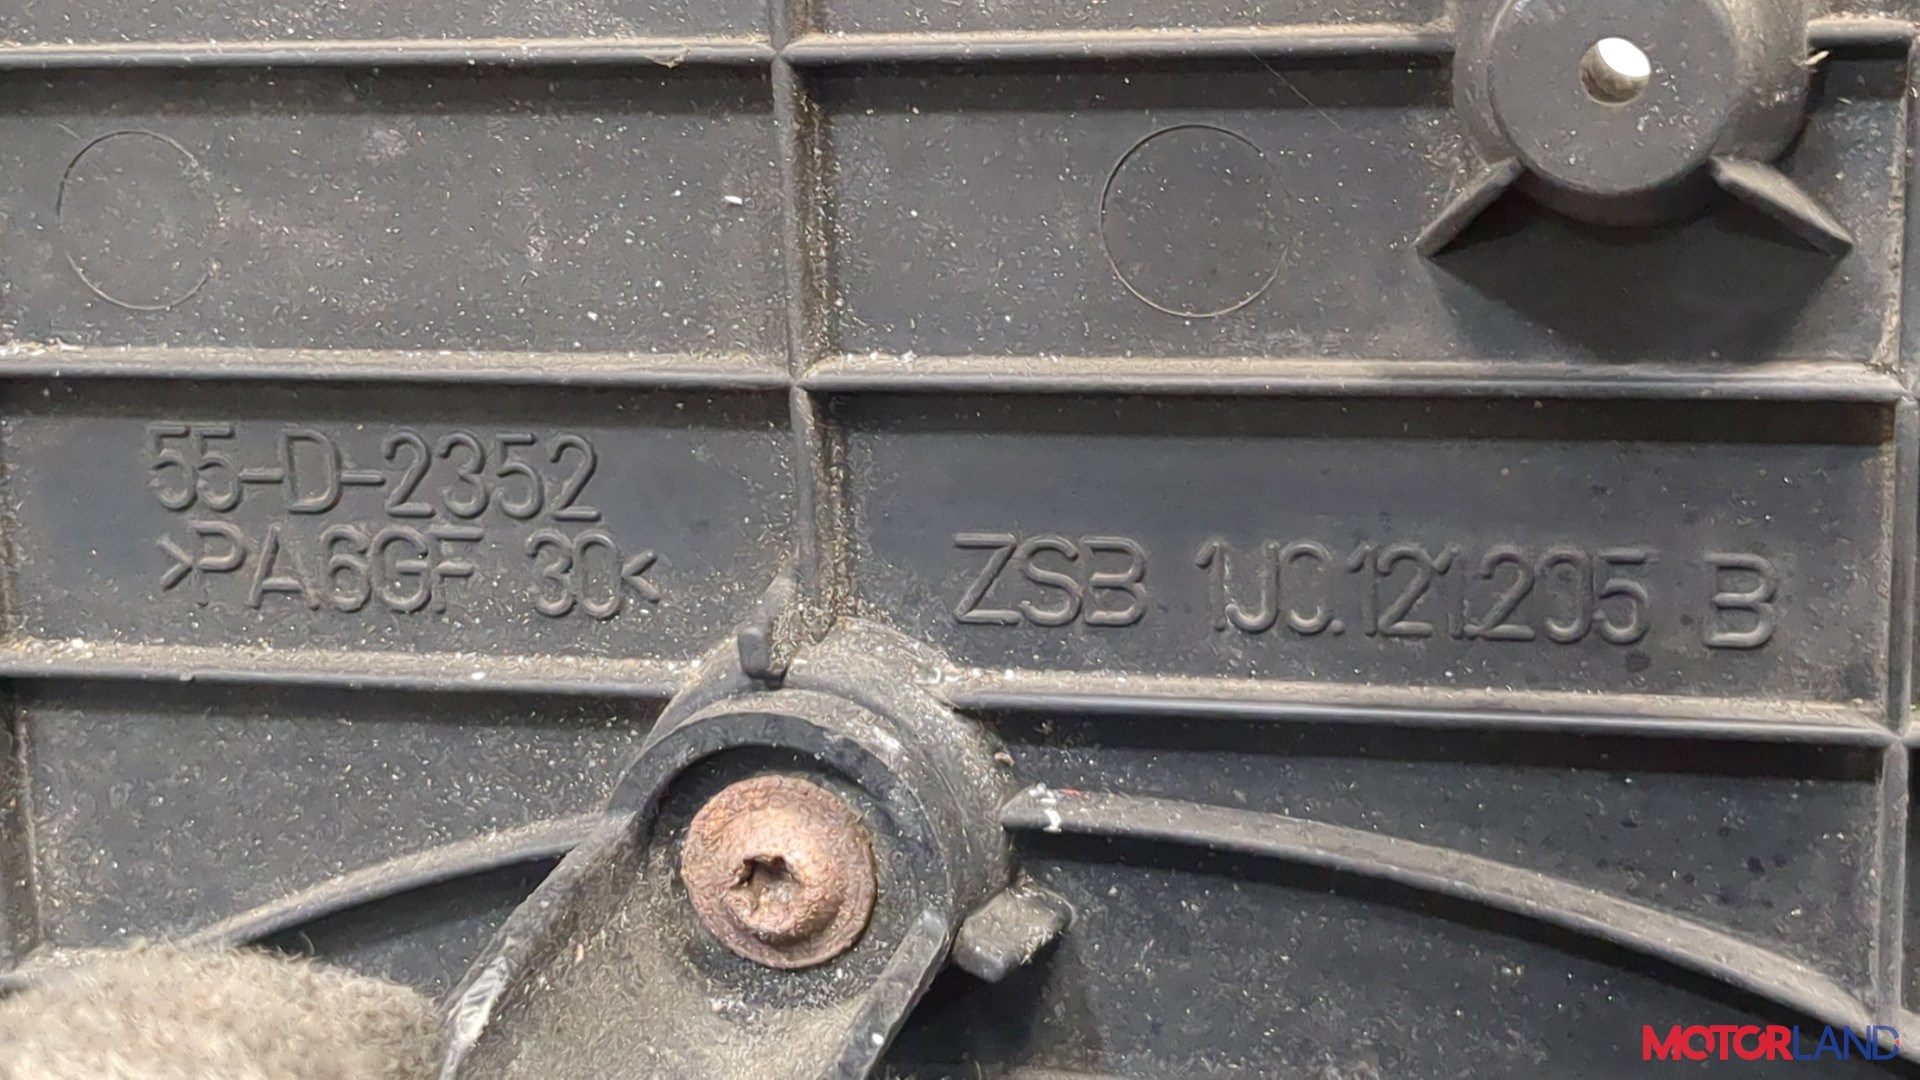 55-D-2352
>PA6GF 30<
ZSB 1J0.121.205 B
MOTORLAND